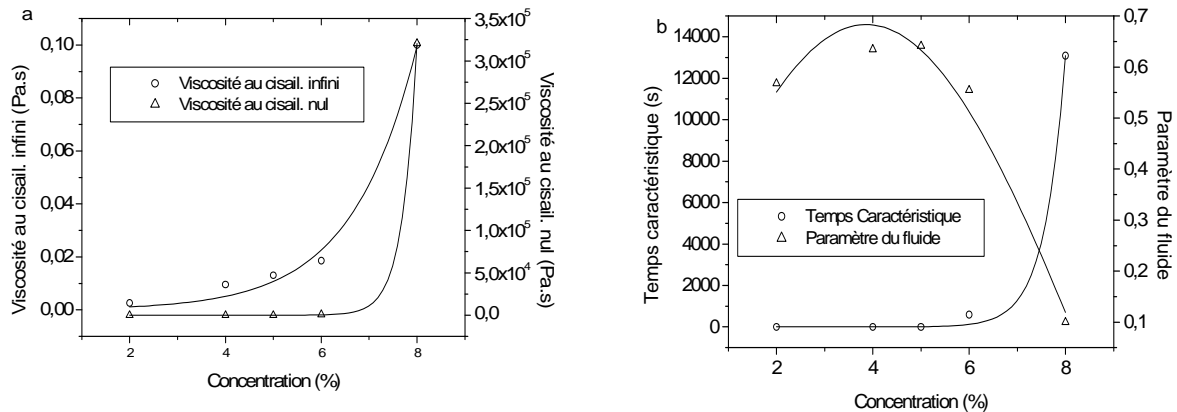 a
Viscosité au cisail. infini (Pa.s)
0,10
0,08
0,06
0,04
0,02
0,00
Viscosité au cisail. infini
Viscosité au cisail. nul
3,5x10^5
3,0x10^5
2,5x10^5
2,0x10^5
1,5x10^5
1,0x10^5
5,0x10^4
0,0
Viscosité au cisail. nul (Pa.s)
2 4 6 8
Concentration (%)
b
Temps caractéristique (s)
14000
12000
10000
8000
6000
4000
2000
0
Temps Caractéristique
Paramètre du fluide
0,7
0,6
0,5
0,4
0,3
0,2
0,1
Paramètre du fluide
2 4 6 8
Concentration (%)